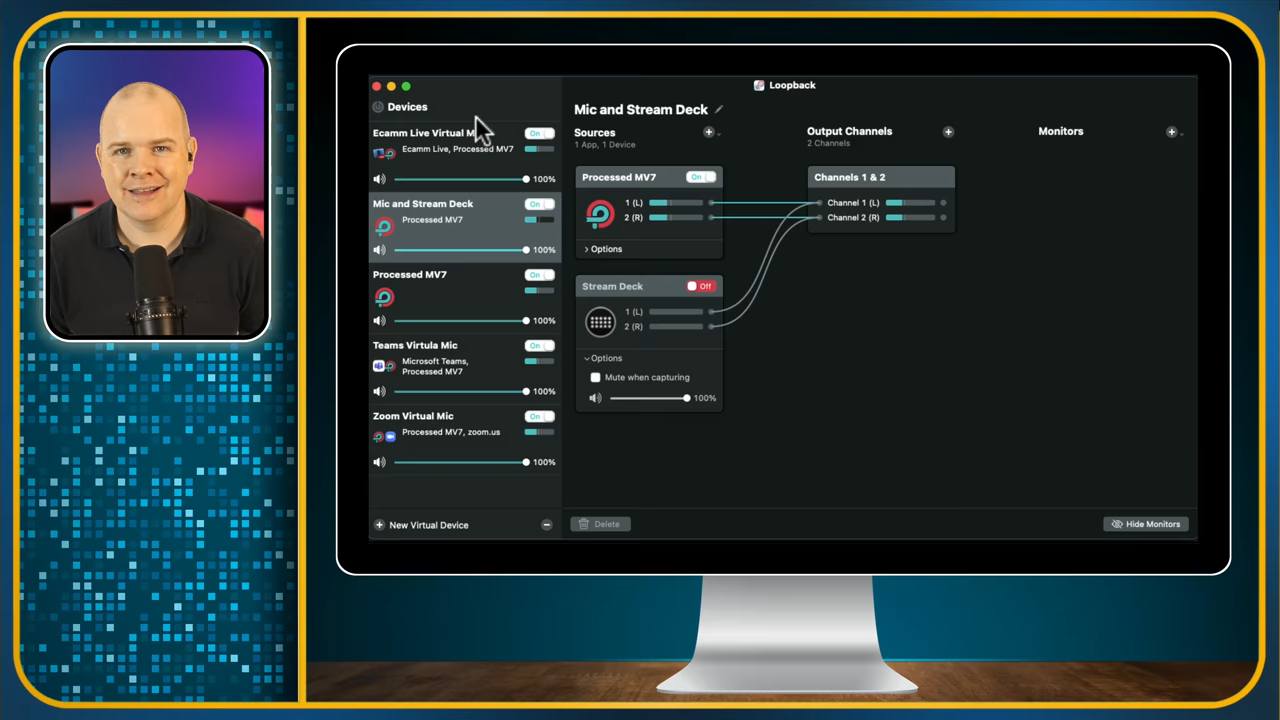 Loopback
Devices
Ecamm Live Virtual
On
Ecamm Live, Processed MV7
100%
Mic and Stream Deck
On
Processed MV7
100%
Processed MV7
On
100%
Teams Virtula Mic
On
Microsoft Teams,
Processed MV7
100%
Zoom Virtual Mic
On
Processed MV7, zoom.us
100%
New Virtual Device
Mic and Stream Deck
Sources
1 App, 1 Device
Processed MV7
On
1 (L)
2 (R)
Options
Stream Deck
Off
1 (L)
2 (R)
Options
Mute when capturing
100%
Output Channels
2 Channels
Channels 1 & 2
Channel 1 (L)
Channel 2 (R)
Monitors
Delete
Hide Monitors